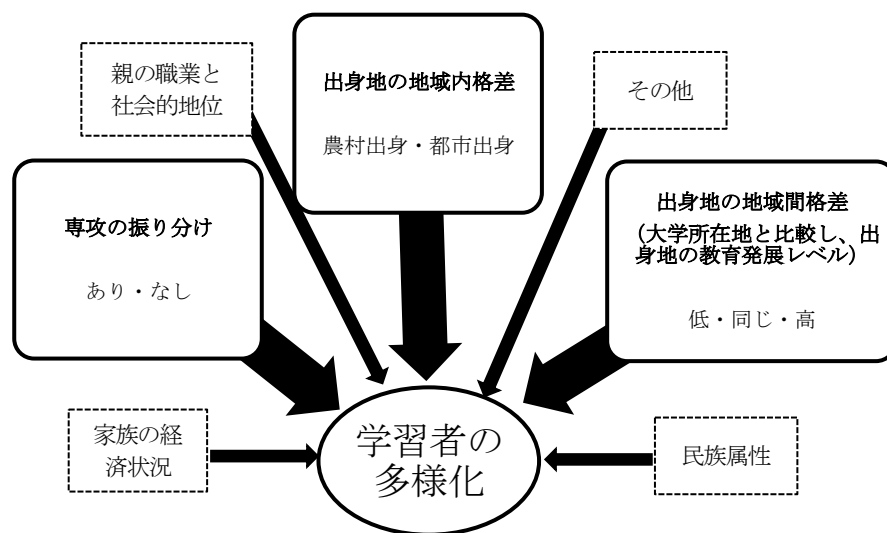 親の職業と
社会的地位
出身地の地域内格差
農村出身・都市出身
その他
専攻の振り分け
あり・なし
出身地の地域間格差
（大学所在地と比較し、出
身地の教育発展レベル）
低・同じ・高
家族の経
済状況
学習者の
多様化
民族属性